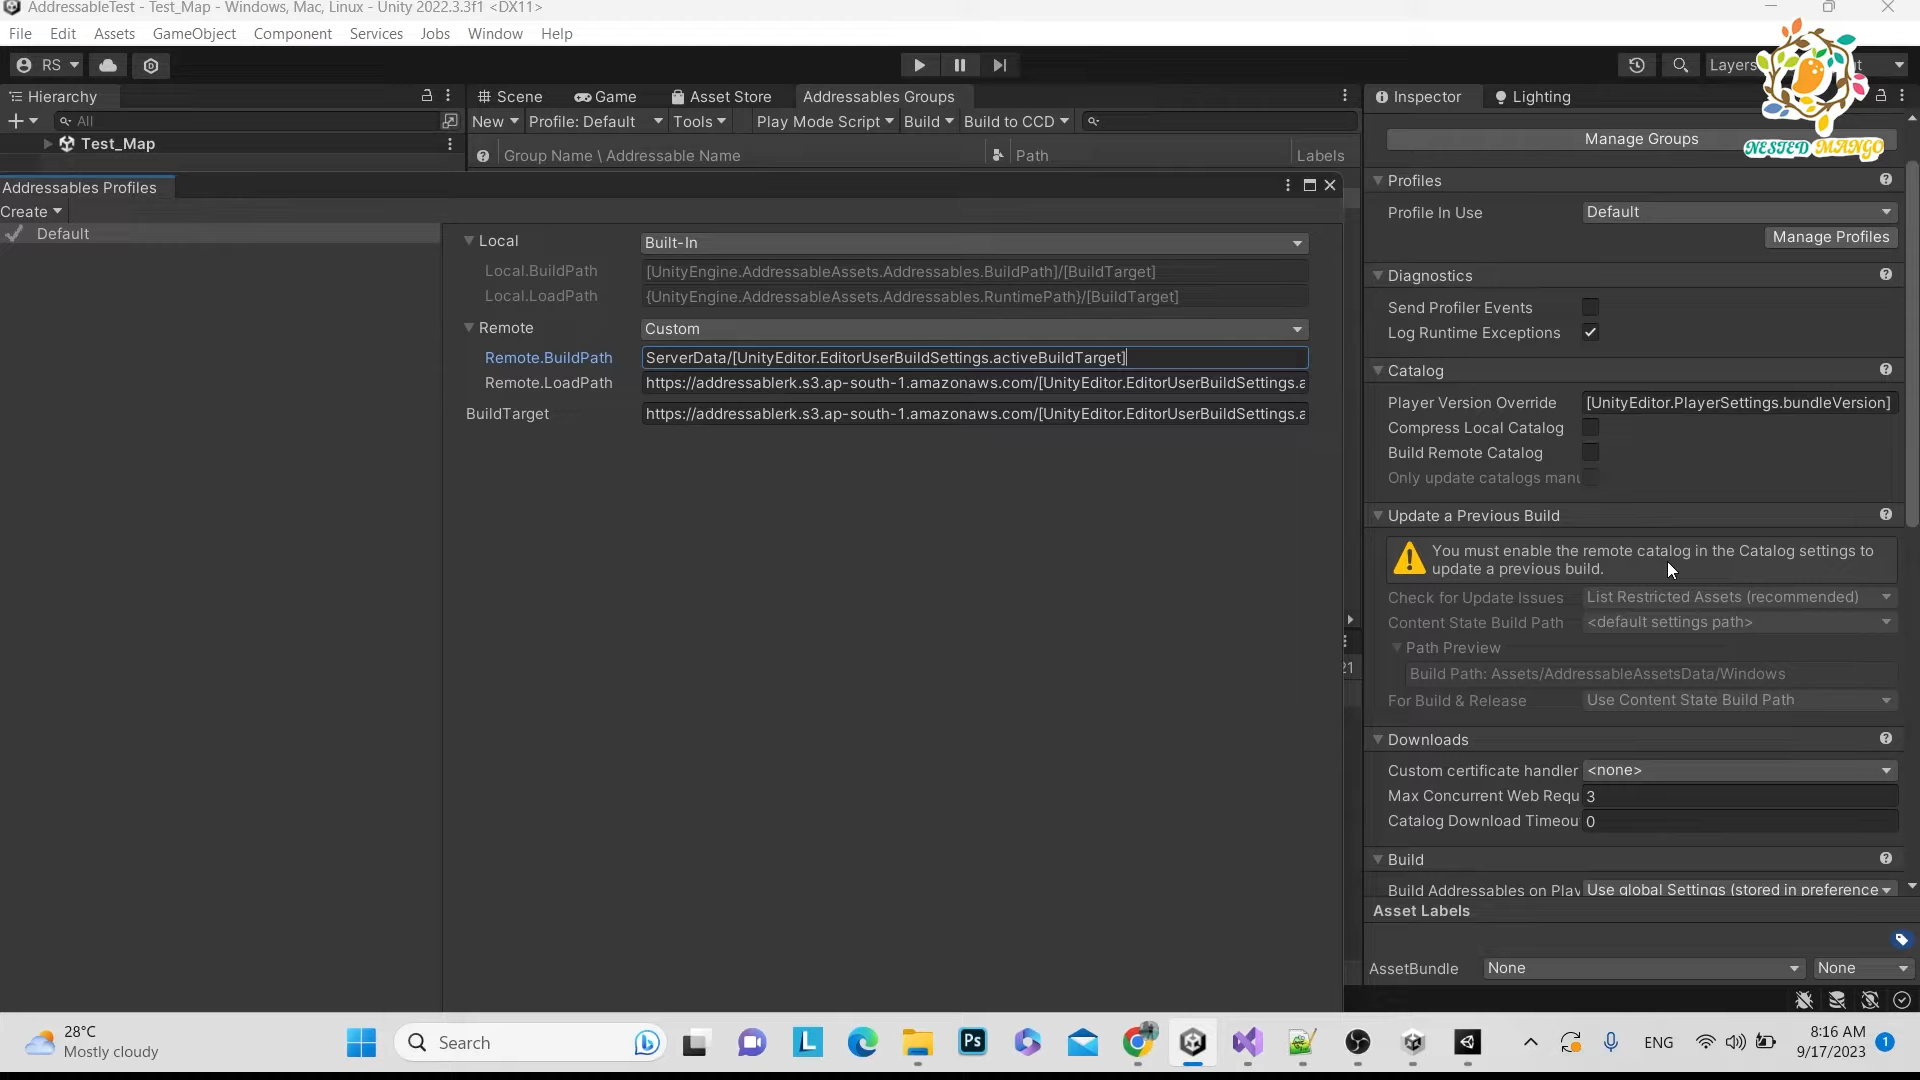 AddressableTest - Test_Map - Windows, Mac, Linux - Unity 2022.3.3f1 <DX11>
File Edit Assets GameObject Component Services Jobs Window Help
RS
Layers
NESTED MANGO
Hierarchy
All
Test_Map
Scene Game Asset Store Addressables Groups
New Profile: Default Tools Play Mode Script Build Build to CCD
Group Name \ Addressable Name Path Labels
Addressables Profiles
Create
Default
Local Built-In
Local.BuildPath [UnityEngine.AddressableAssets.Addressables.BuildPath]/[BuildTarget]
Local.LoadPath {UnityEngine.AddressableAssets.Addressables.RuntimePath}/[BuildTarget]
Remote Custom
Remote.BuildPath ServerData/[UnityEditor.EditorUserBuildSettings.activeBuildTarget]
Remote.LoadPath https://addressablerk.s3.ap-south-1.amazonaws.com/[UnityEditor.EditorUserBuildSettings.a
BuildTarget https://addressablerk.s3.ap-south-1.amazonaws.com/[UnityEditor.EditorUserBuildSettings.a
21
Inspector Lighting
Manage Groups
Profiles
Profile In Use Default
Manage Profiles
Diagnostics
Send Profiler Events
Log Runtime Exceptions
Catalog
Player Version Override [UnityEditor.PlayerSettings.bundleVersion]
Compress Local Catalog
Build Remote Catalog
Only update catalogs manu
Update a Previous Build
You must enable the remote catalog in the Catalog settings to
update a previous build.
Check for Update Issues List Restricted Assets (recommended)
Content State Build Path <default settings path>
Path Preview
Build Path: Assets/AddressableAssetsData/Windows
For Build & Release Use Content State Build Path
Downloads
Custom certificate handler <none>
Max Concurrent Web Requ 3
Catalog Download Timeou 0
Build
Build Addressables on Play Use global Settings (stored in preference
Asset Labels
AssetBundle None None
28°C
Mostly cloudy
Search
ENG
8:16 AM
9/17/2023
1